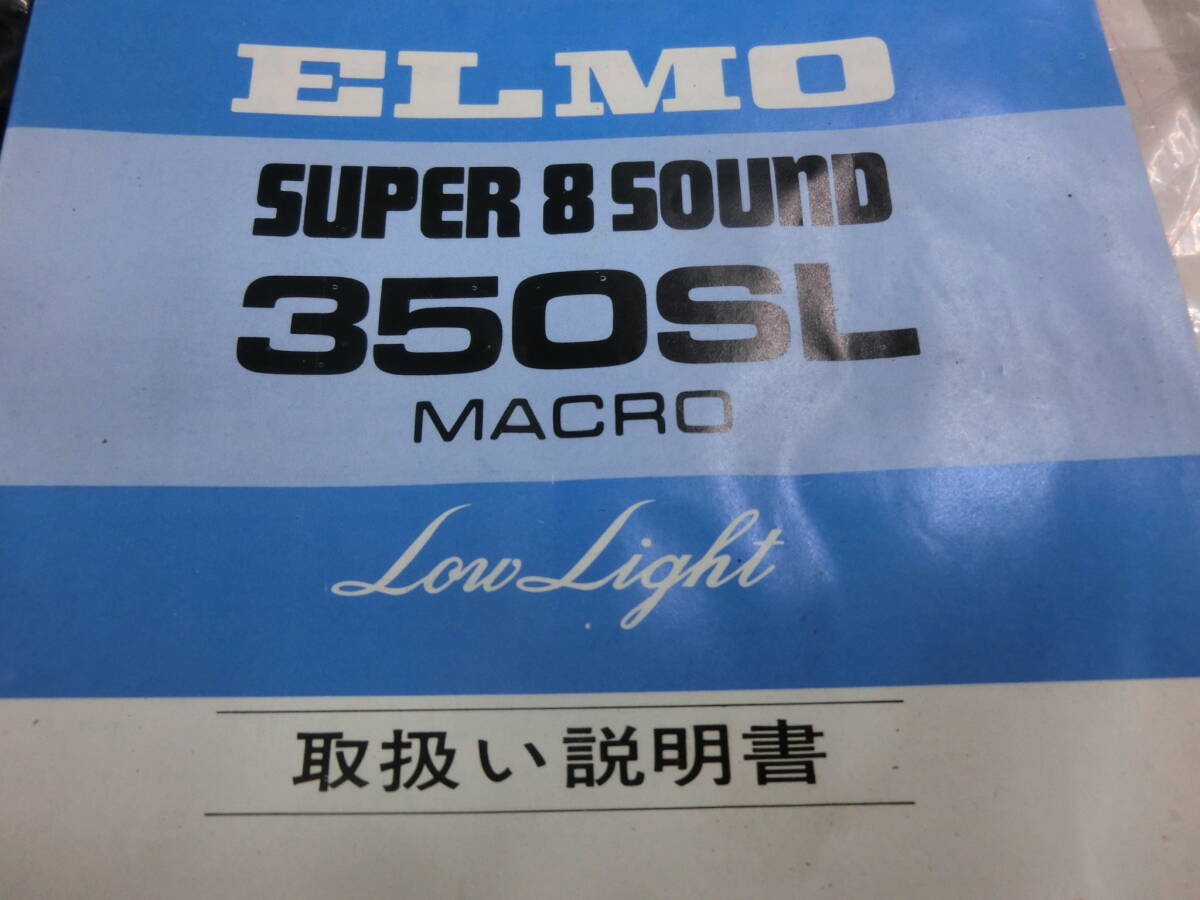 ELMO
SUPER 8 SOUND
350SL
MACRO
Low Light
取扱い説明書